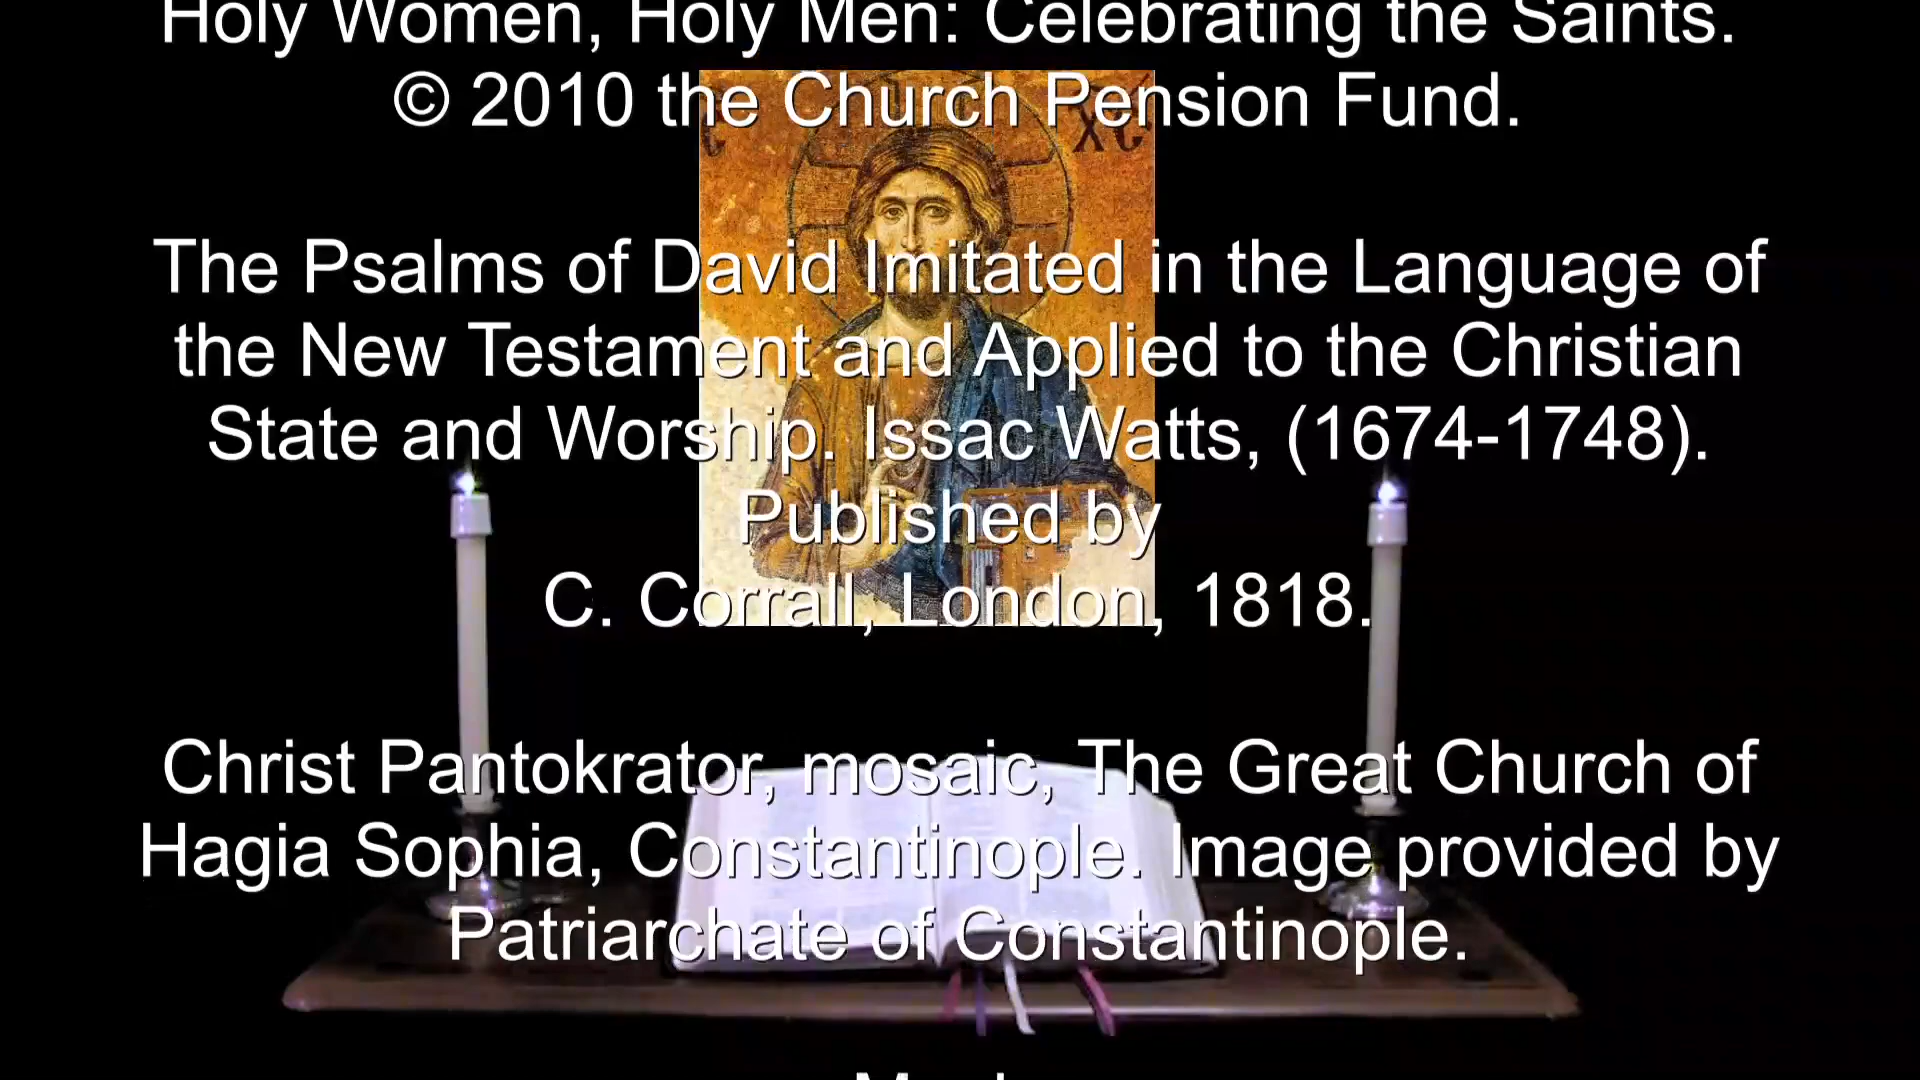 Holy Women, Holy Men: Celebrating the Saints.
© 2010 the Church Pension Fund.
The Psalms of David Imitated in the Language of
the New Testament and Applied to the Christian
State and Worship. Issac Watts, (1674-1748).
Published by
C. Corrall, London, 1818.
Christ Pantokrator, mosaic, The Great Church of
Hagia Sophia, Constantinople. Image provided by
Patriarchate of Constantinople.